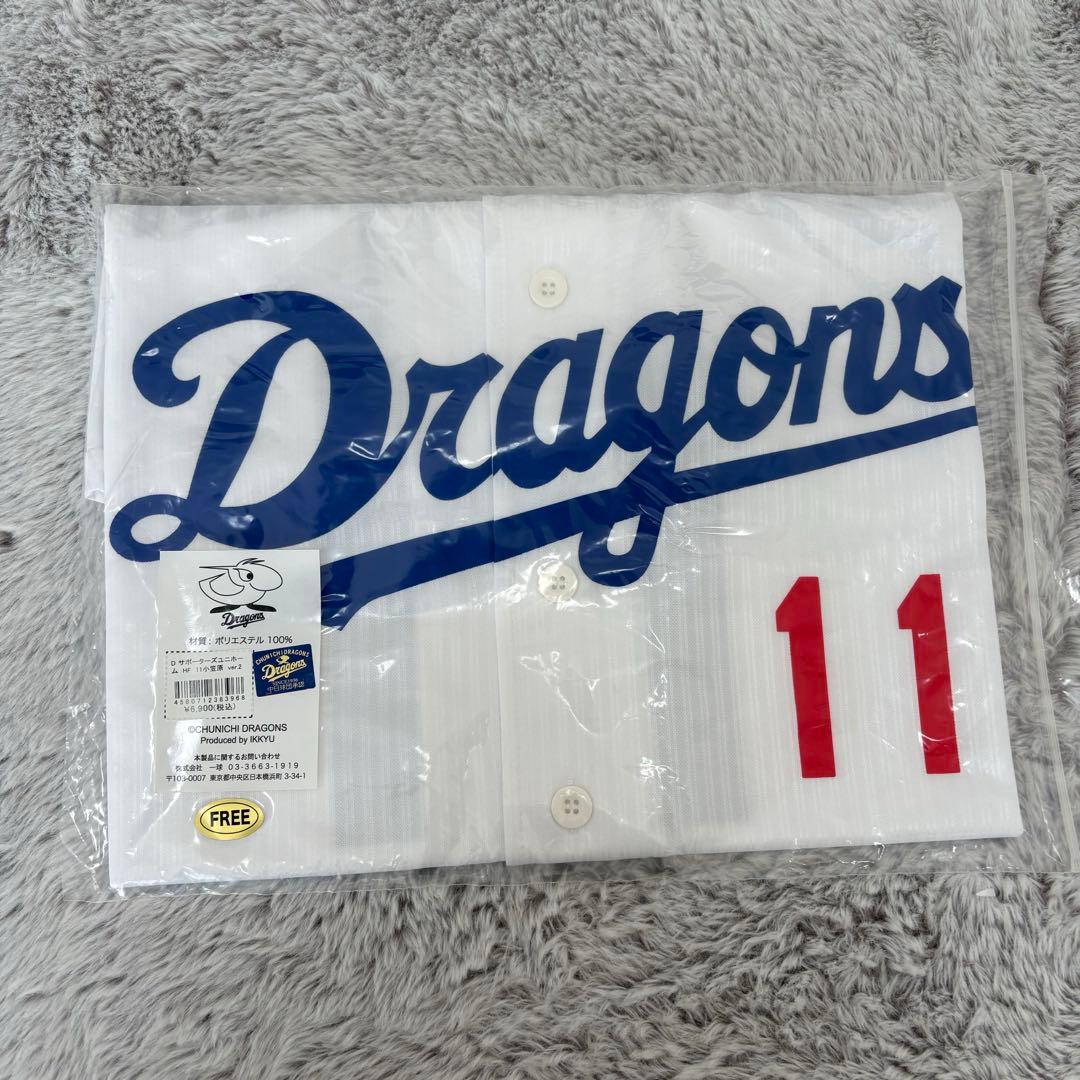 Dragons
11
Dragons
材質：ポリエステル 100%
D サポーターズユニホー
ム HF 11小笠原 ver.2
4580712383968
¥6,900(税込)
CHUNICHI DRAGONS
Dragons
SINCE 1936
中日球団承認
©CHUNICHI DRAGONS
Produced by IKKYU
本製品に関するお問い合わせ
株式会社 一球 03-3663-1919
〒103-0007 東京都中央区日本橋浜町 3-34-1
FREE